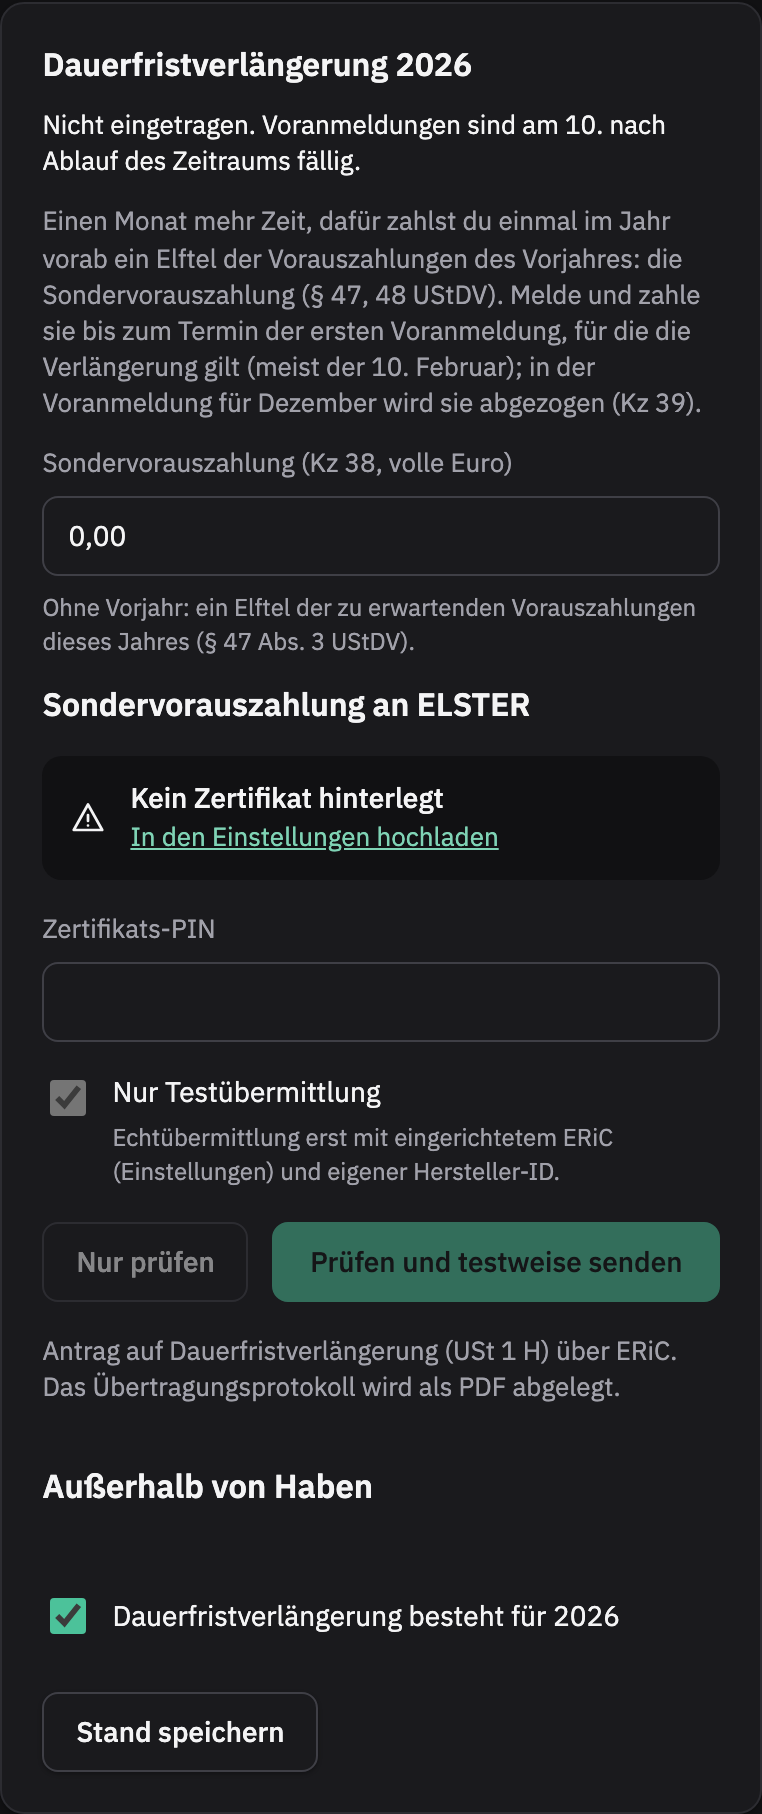 Dauerfristverlängerung 2026
Nicht eingetragen. Voranmeldungen sind am 10. nach
Ablauf des Zeitraums fällig.
Einen Monat mehr Zeit, dafür zahlst du einmal im Jahr
vorab ein Elftel der Vorauszahlungen des Vorjahres: die
Sondervorauszahlung (§ 47, 48 UStDV). Melde und zahle
sie bis zum Termin der ersten Voranmeldung, für die die
Verlängerung gilt (meist der 10. Februar); in der
Voranmeldung für Dezember wird sie abgezogen (Kz 39).
Sondervorauszahlung (Kz 38, volle Euro)
0,00
Ohne Vorjahr: ein Elftel der zu erwartenden Vorauszahlungen
dieses Jahres (§ 47 Abs. 3 UStDV).
Sondervorauszahlung an ELSTER
Kein Zertifikat hinterlegt
In den Einstellungen hochladen
Zertifikats-PIN
Nur Testübermittlung
Echtübermittlung erst mit eingerichtetem ERiC
(Einstellungen) und eigener Hersteller-ID.
Nur prüfen
Prüfen und testweise senden
Antrag auf Dauerfristverlängerung (USt 1 H) über ERiC.
Das Übertragungsprotokoll wird als PDF abgelegt.
Außerhalb von Haben
Dauerfristverlängerung besteht für 2026
Stand speichern